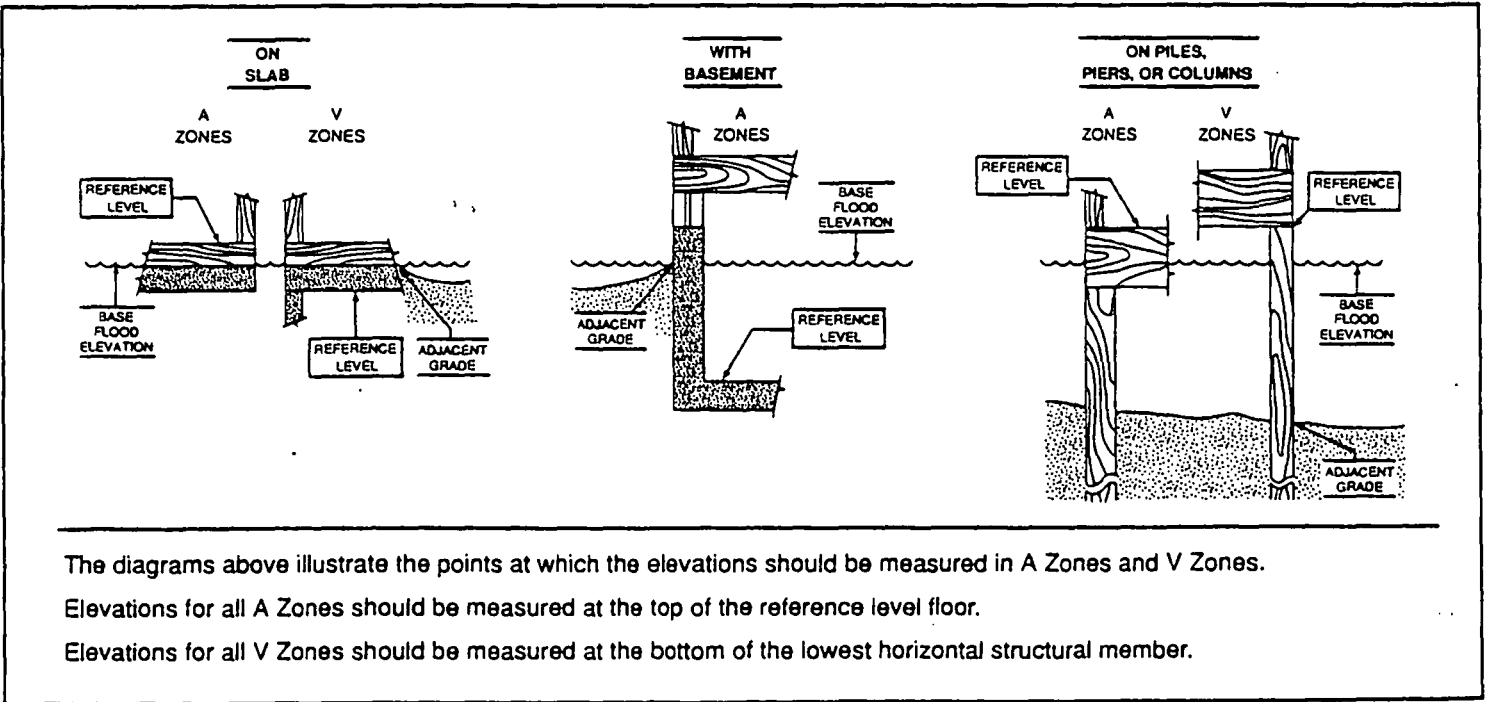 ON
SLAB
A
ZONES
V
ZONES
REFERENCE
LEVEL
BASE
FLOOD
ELEVATION
REFERENCE
LEVEL
ADJACENT
GRADE
WITH
BASEMENT
A
ZONES
BASE
FLOOD
ELEVATION
ADJACENT
GRADE
REFERENCE
LEVEL
ON PILES,
PIERS, OR COLUMNS
A
ZONES
V
ZONES
REFERENCE
LEVEL
REFERENCE
LEVEL
BASE
FLOOD
ELEVATION
ADJACENT
GRADE
The diagrams above illustrate the points at which the elevations should be measured in A Zones and V Zones.
Elevations for all A Zones should be measured at the top of the reference level floor.
Elevations for all V Zones should be measured at the bottom of the lowest horizontal structural member.